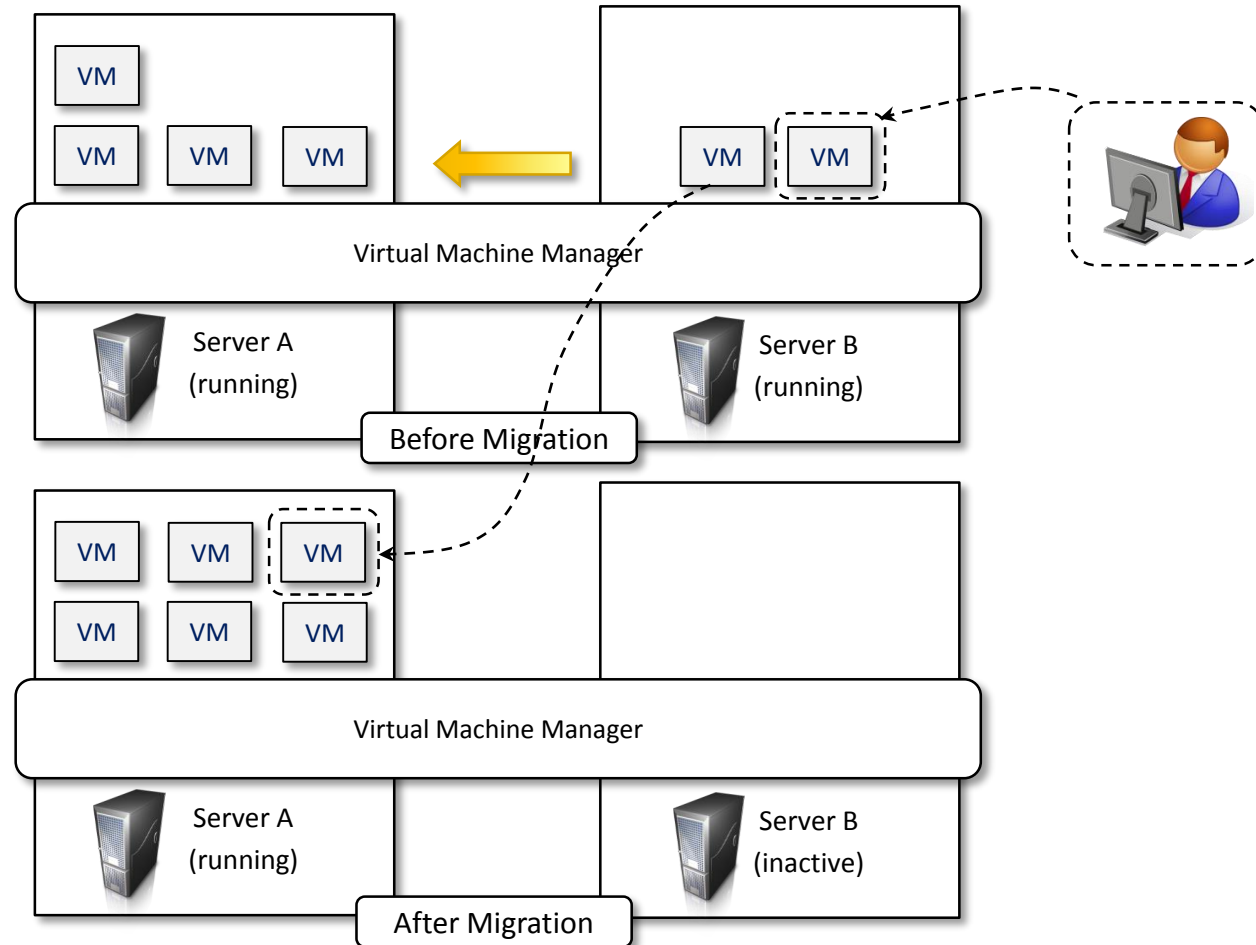 VM
VM VM VM
VM VM
Virtual Machine Manager
Server A
(running)
Server B
(running)
Before Migration
VM VM VM
VM VM VM
Virtual Machine Manager
Server A
(running)
Server B
(inactive)
After Migration